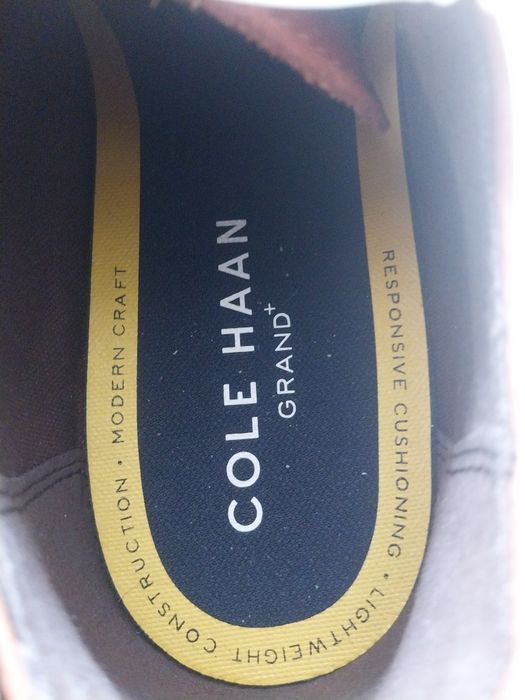 COLE HAAN
GRAND+
RESPONSIVE CUSHIONING • LIGHTWEIGHT CONSTRUCTION • MODERN CRAFT